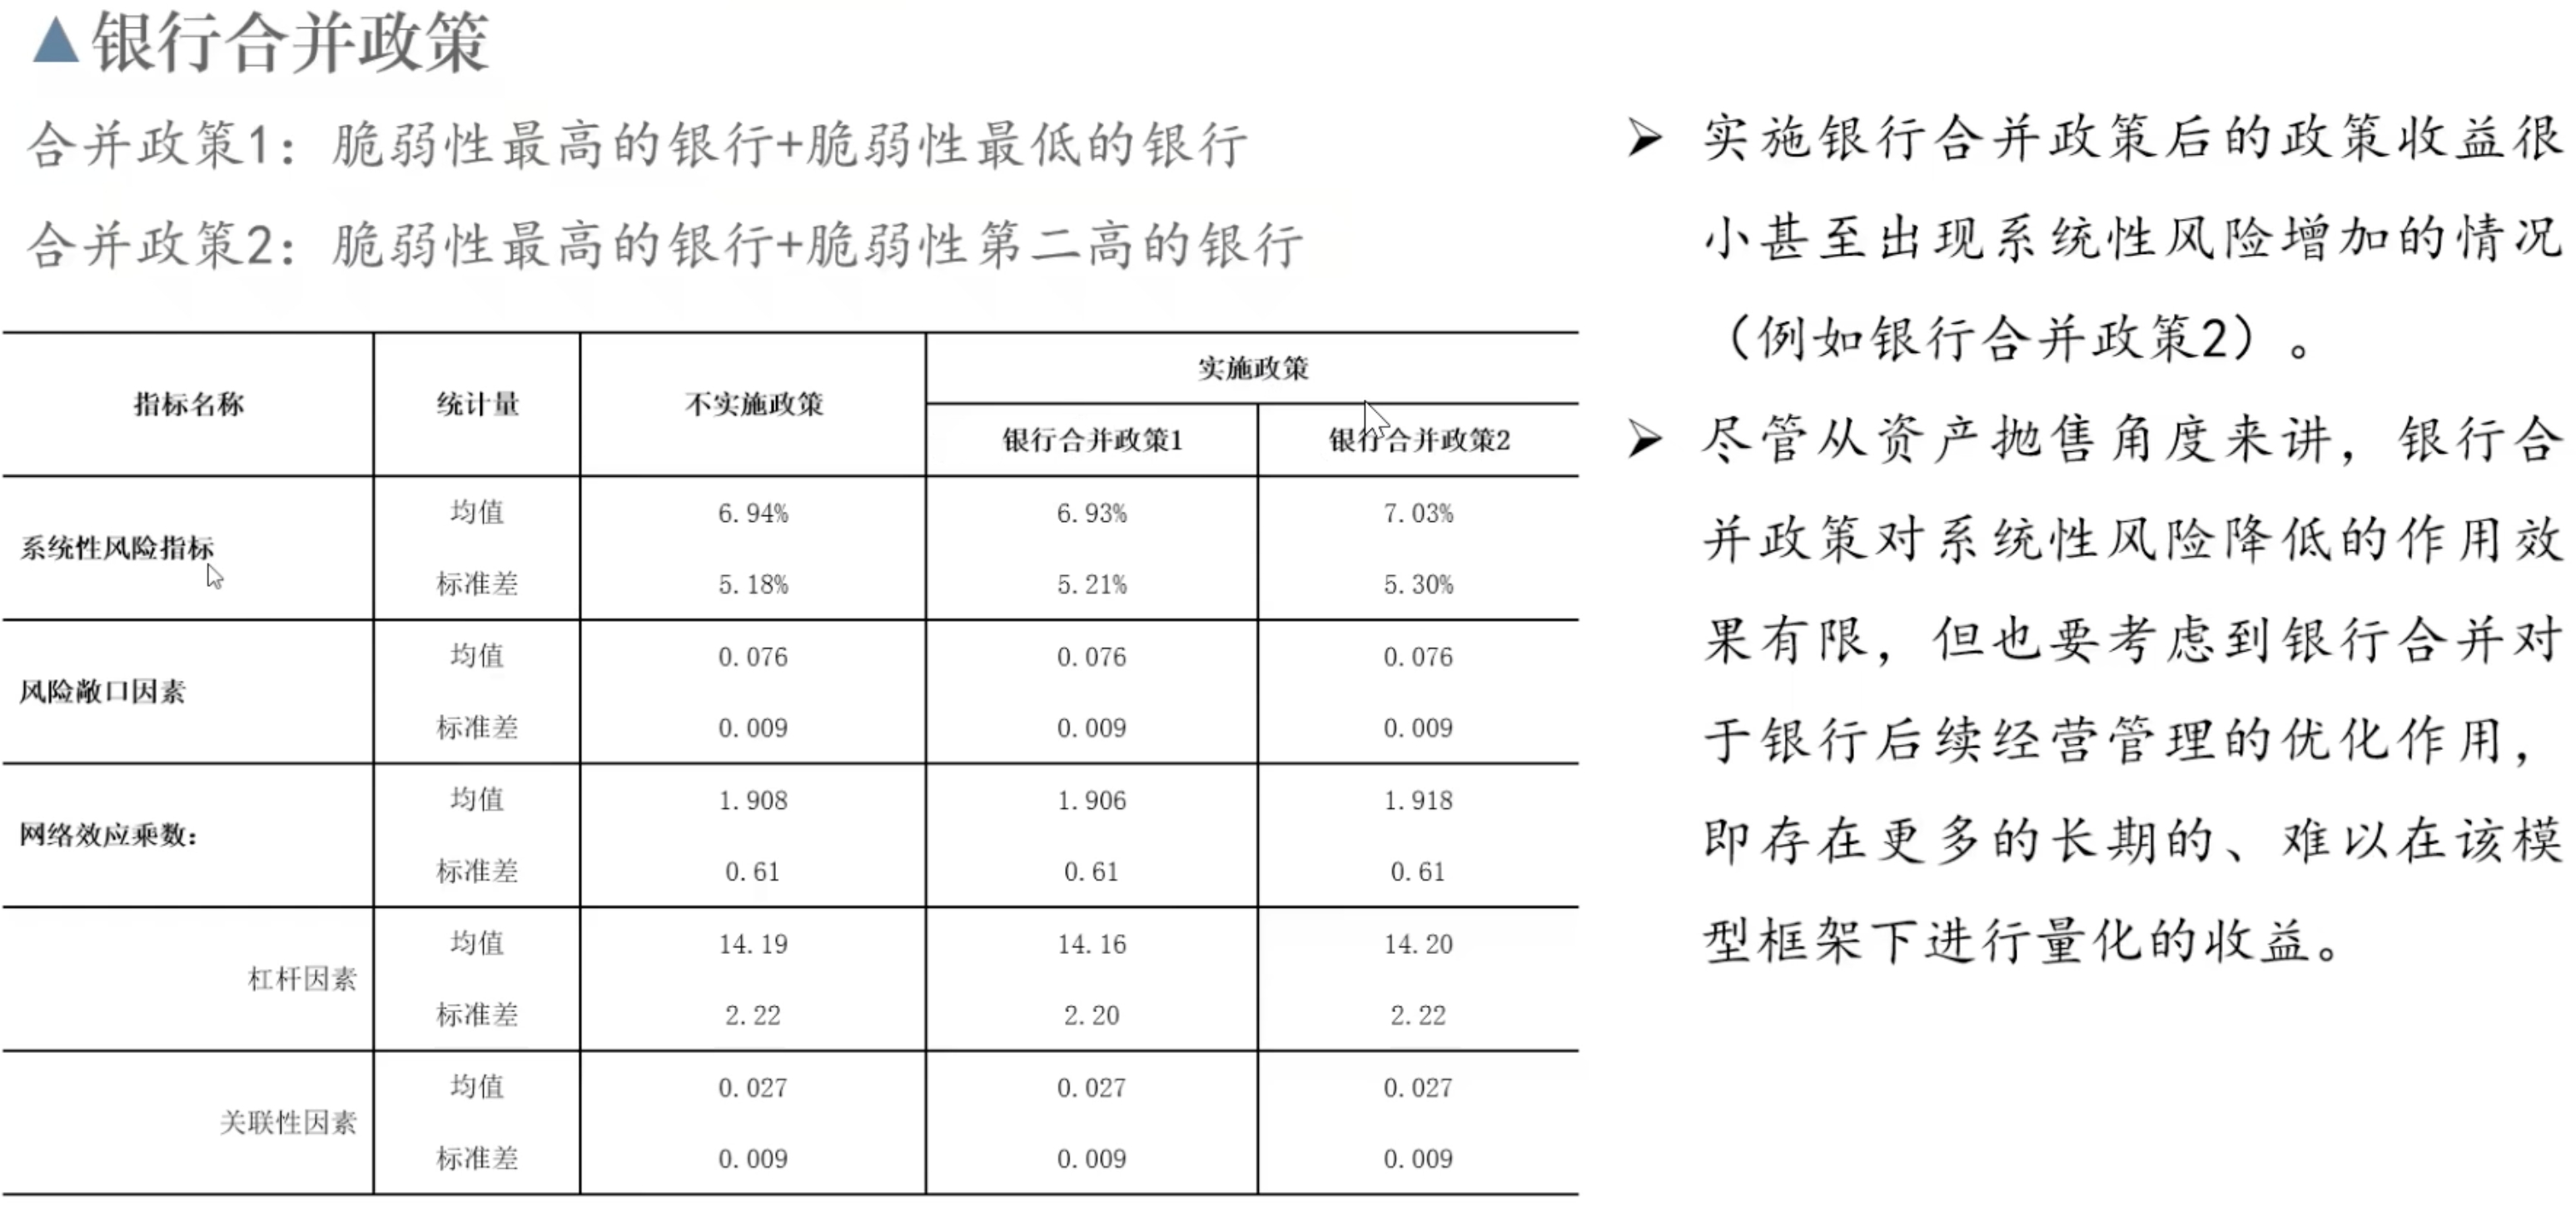 银行合并政策
合并政策1：脆弱性最高的银行+脆弱性最低的银行
合并政策2：脆弱性最高的银行+脆弱性第二高的银行
指标名称 统计量 不实施政策 实施政策
银行合并政策1 银行合并政策2
系统性风险指标 均值 6.94% 6.93% 7.03%
标准差 5.18% 5.21% 5.30%
风险敞口因素 均值 0.076 0.076 0.076
标准差 0.009 0.009 0.009
网络效应乘数： 均值 1.908 1.906 1.918
标准差 0.61 0.61 0.61
杠杆因素 均值 14.19 14.16 14.20
标准差 2.22 2.20 2.22
关联性因素 均值 0.027 0.027 0.027
标准差 0.009 0.009 0.009
实施银行合并政策后的政策收益很
小甚至出现系统性风险增加的情况
（例如银行合并政策2）。
尽管从资产抛售角度来讲，银行合
并政策对系统性风险降低的作用效
果有限，但也要考虑到银行合并对
于银行后续经营管理的优化作用，
即存在更多的长期的、难以在该模
型框架下进行量化的收益。